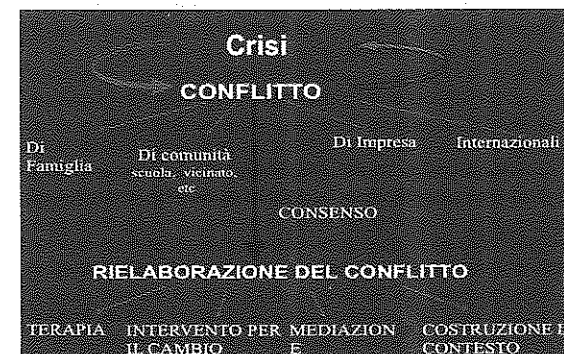 Crisi
CONFLITTO
Di
Famiglia
Di comunità
scuola, vicinato,
etc
Di Impresa
Internazionali
CONSENSO
RIELABORAZIONE DEL CONFLITTO
TERAPIA
INTERVENTO PER
IL CAMBIO
MEDIAZION
E
COSTRUZIONE E
CONTESTO